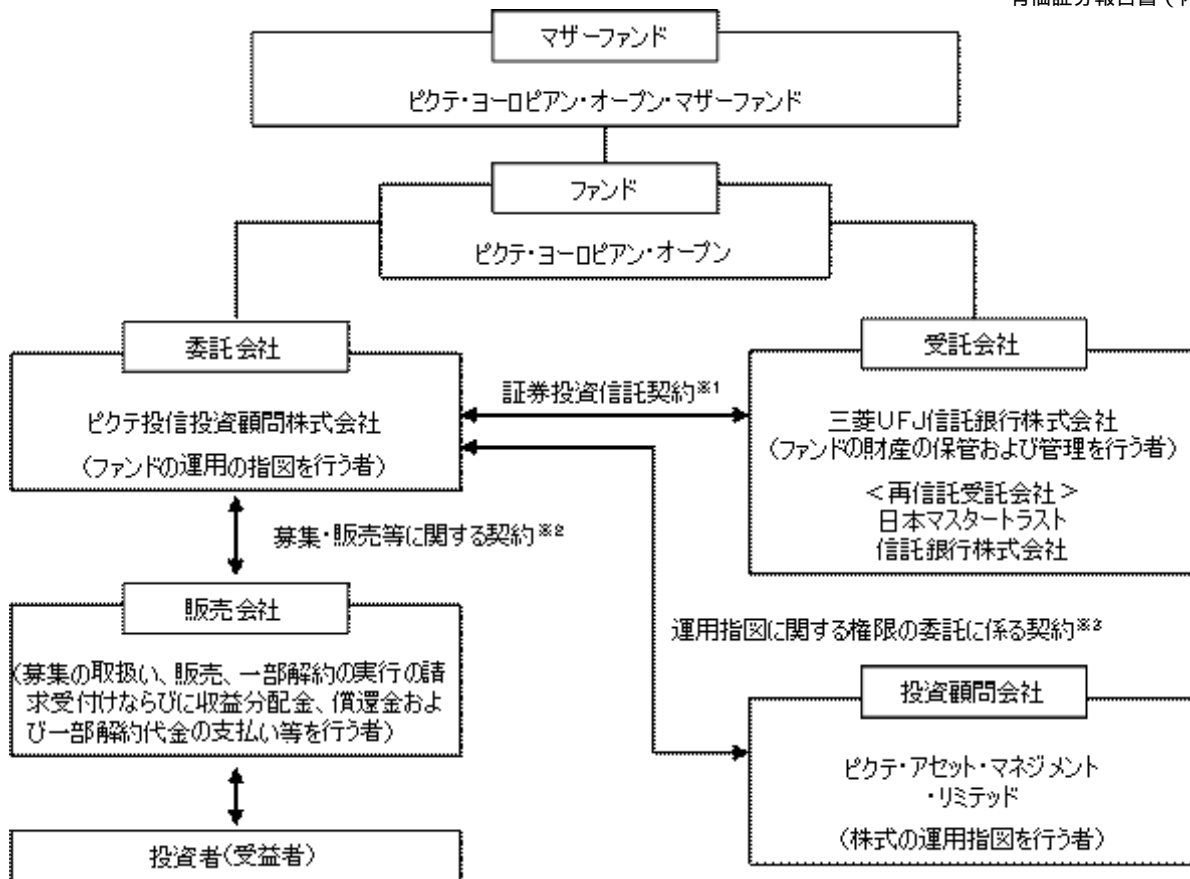 マザーファンド
ピクテ・ヨーロピアン・オープン・マザーファンド
ファンド
ピクテ・ヨーロピアン・オープン
委託会社
ピクテ投信投資顧問株式会社
(ファンドの運用の指図を行う者)
証券投資信託契約※1
受託会社
三菱UFJ信託銀行株式会社
(ファンドの財産の保管および管理を行う者)
<再信託受託会社>
日本マスタートラスト
信託銀行株式会社
募集・販売等に関する契約※2
販売会社
(募集の取扱い、販売、一部解約の実行の請
求受付けならびに収益分配金、償還金およ
び一部解約代金の支払い等を行う者)
運用指図に関する権限の委託に係る契約※3
投資顧問会社
ピクテ・アセット・マネジメント
・リミテッド
(株式の運用指図を行う者)
投資者(受益者)